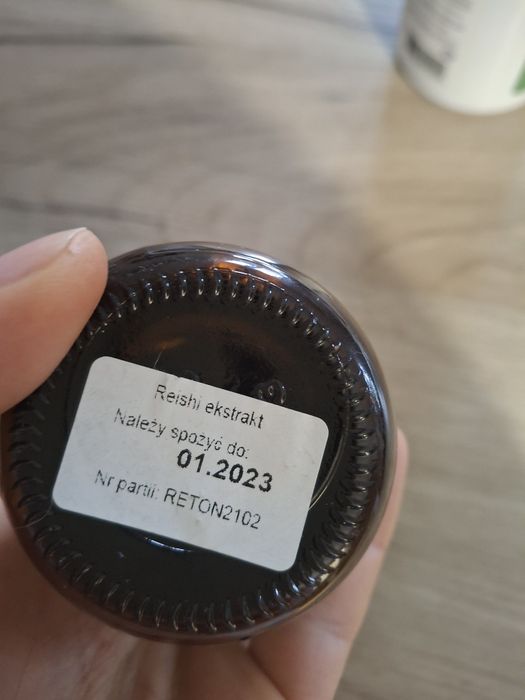 Reishi ekstrakt
Należy spożyć do:
01.2023
Nr partii: RETON2102